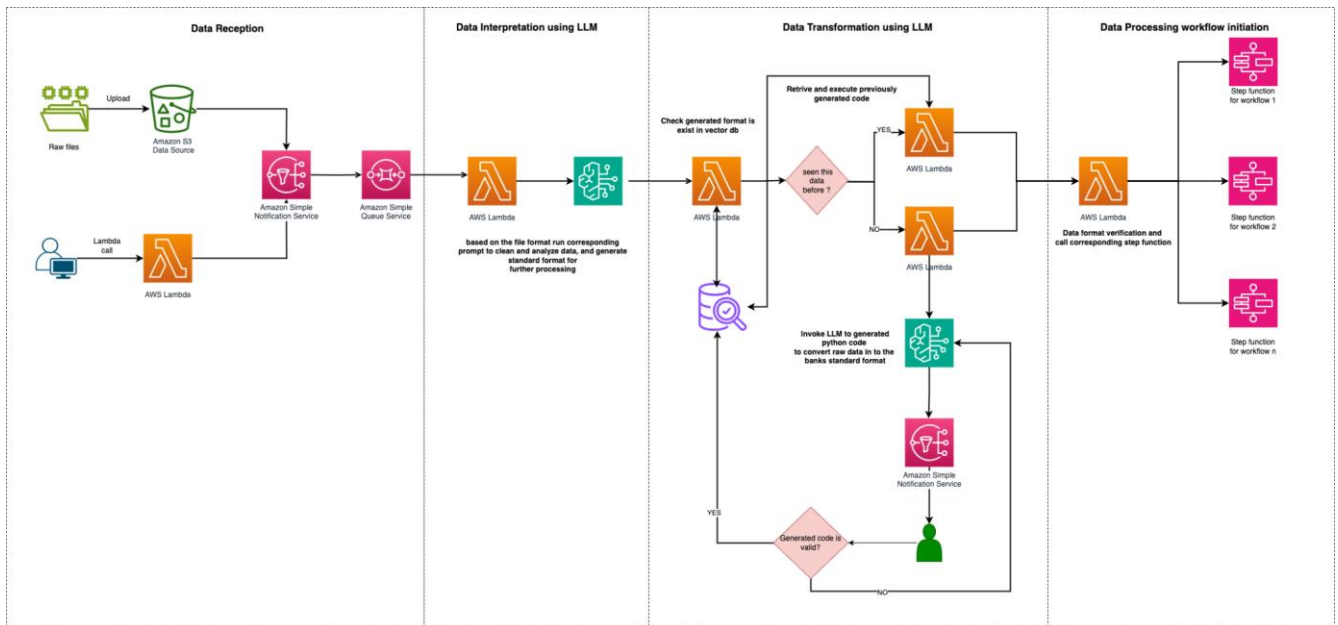 Data Reception
Data Interpretation using LLM
Data Transformation using LLM
Data Processing workflow initiation
Upload
Raw files
Amazon S3
Data Source
Amazon Simple
Notification Service
Amazon Simple
Queue Service
Lambda
call
AWS Lambda
AWS Lambda
based on the file format run corresponding
prompt to clean and analyze data, and generate
standard format for
further processing
Retrive and execute previously
generated code
Check generated format is
exist in vector db
AWS Lambda
seen this
data
before ?
YES
AWS Lambda
NO
AWS Lambda
Invoke LLM to generated
python code
to convert raw data in to the
banks standard format
Amazon Simple
Notification Service
Generated code is
valid?
YES
NO
AWS Lambda
Data format verification and
call corresponding step function
Step function
for workflow 1
Step function
for workflow 2
Step function
for workflow n